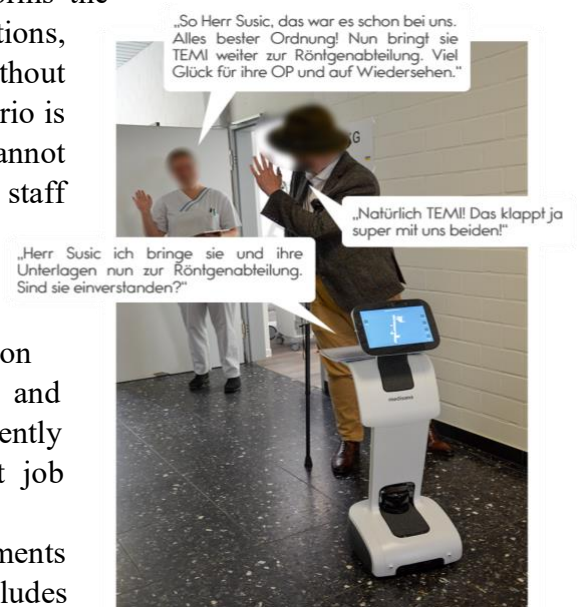 orms the
tions,
thout
rio is
annot
staff
on
and
ently
t job
ments
ludes
„So Herr Susic, das war es schon bei uns.
Alles bester Ordnung! Nun bringt sie
TEMI weiter zur Röntgenabteilung. Viel
Glück für ihre OP und auf Wiedersehen.“
KG
„Natürlich TEMI! Das klappt ja
super mit uns beiden!“
„Herr Susic ich bringe sie und ihre
Unterlagen nun zur Röntgenabteilung.
Sind sie einverstanden?“